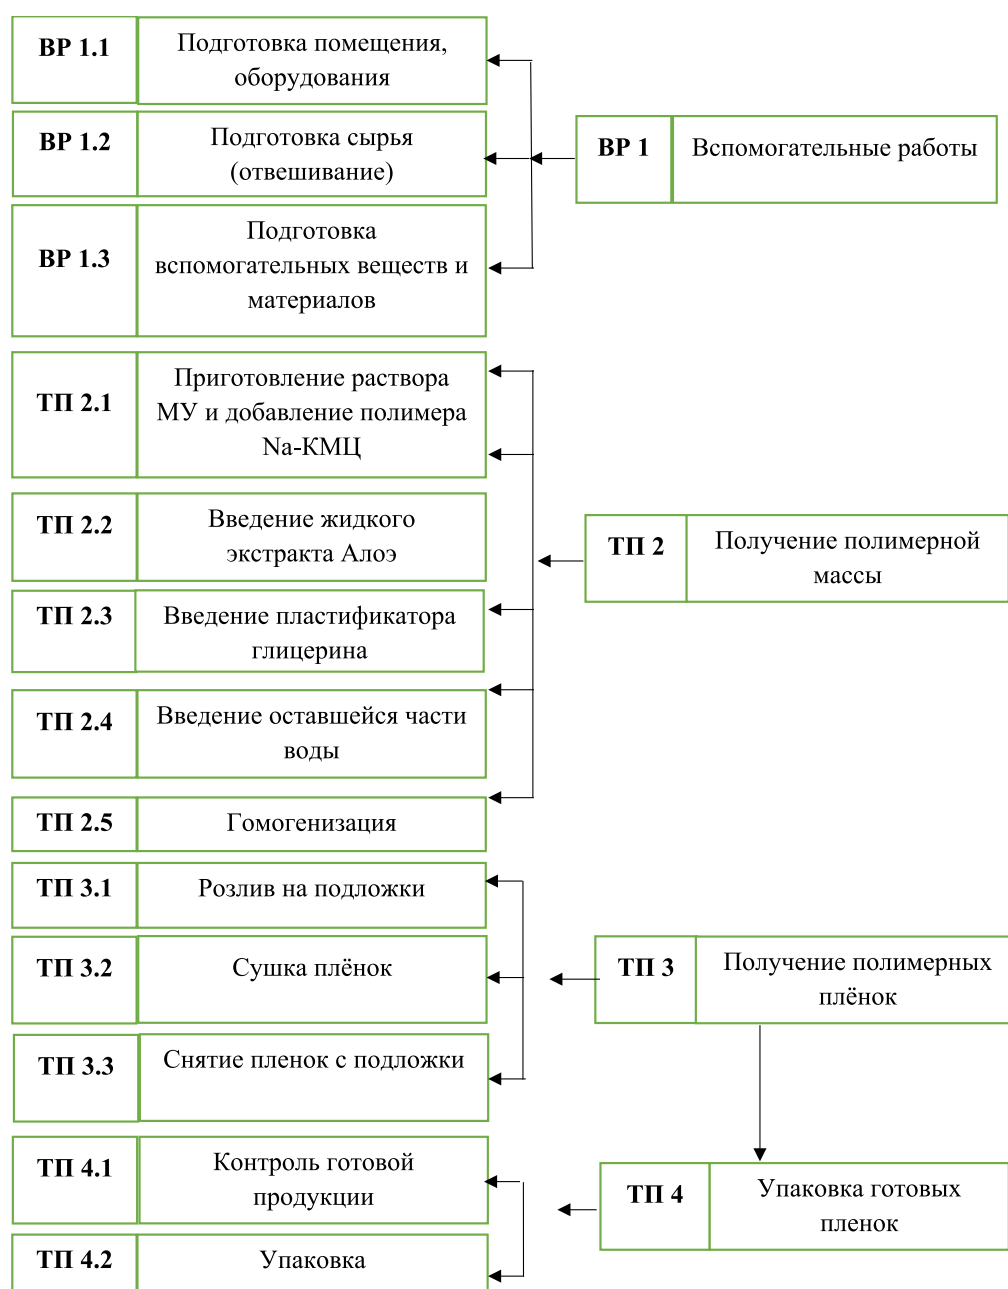 ВР 1.1
Подготовка помещения,
оборудования
ВР 1.2
Подготовка сырья
(отвешивание)
ВР 1
Вспомогательные работы
ВР 1.3
Подготовка
вспомогательных веществ и
материалов
ТП 2.1
Приготовление раствора
МУ и добавление полимера
Na-КМЦ
ТП 2.2
Введение жидкого
экстракта Алоэ
ТП 2
Получение полимерной
массы
ТП 2.3
Введение пластификатора
глицерина
ТП 2.4
Введение оставшейся части
воды
ТП 2.5
Гомогенизация
ТП 3.1
Розлив на подложки
ТП 3.2
Сушка плёнок
ТП 3
Получение полимерных
плёнок
ТП 3.3
Снятие пленок с подложки
ТП 4.1
Контроль готовой
продукции
ТП 4
Упаковка готовых
пленок
ТП 4.2
Упаковка